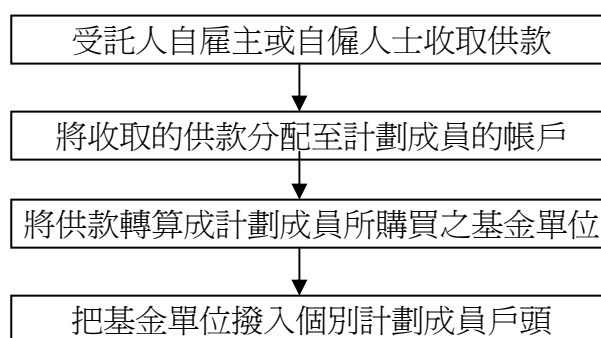 受託人自雇主或自僱人士收取供款
將收取的供款分配至計劃成員的帳戶
將供款轉算成計劃成員所購買之基金單位
把基金單位撥入個別計劃成員戶頭